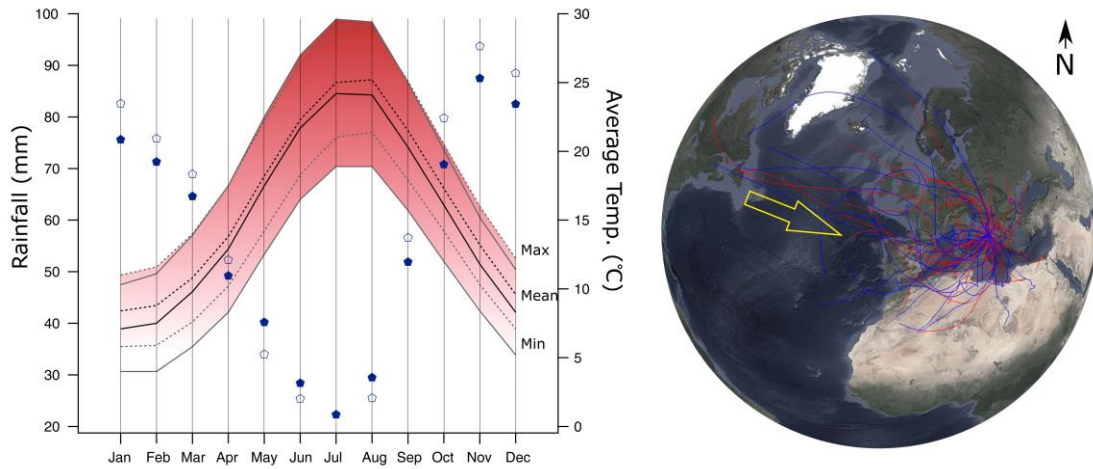 100
90
80
70
60
50
40
30
20
Rainfall (mm)
Jan Feb Mar Apr May Jun Jul Aug Sep Oct Nov Dec
30
25
20
15
10
5
0
Average Temp. (℃)
Max
Mean
Min
N